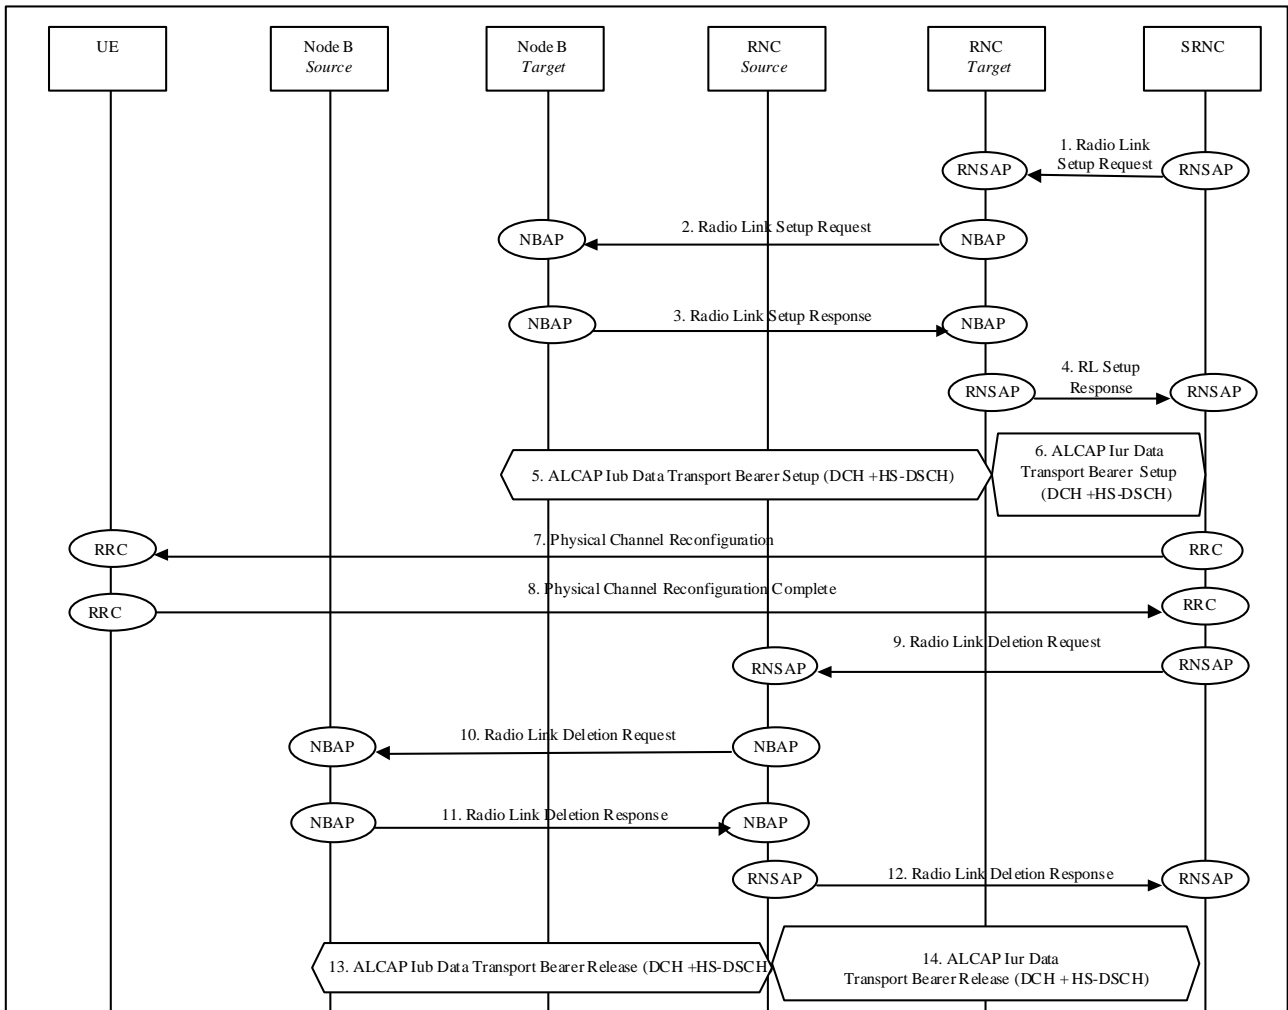 UE
Node B
Source
Node B
Target
RNC
Source
RNC
Target
SRNC
1. Radio Link
Setup Request
RNSAP
RNSAP
2. Radio Link Setup Request
NBAP
NBAP
3. Radio Link Setup Response
NBAP
NBAP
4. RL Setup
Response
RNSAP
RNSAP
5. ALCAP Iub Data Transport Bearer Setup (DCH +HS-DSCH)
6. ALCAP Iur Data
Transport Bearer Setup
(DCH +HS-DSCH)
7. Physical Channel Reconfiguration
RRC
RRC
8. Physical Channel Reconfiguration Complete
RRC
RRC
9. Radio Link Deletion Request
RNSAP
RNSAP
10. Radio Link Deletion Request
NBAP
NBAP
11. Radio Link Deletion Response
NBAP
NBAP
12. Radio Link Deletion Response
RNSAP
RNSAP
13. ALCAP Iub Data Transport Bearer Release (DCH +HS-DSCH)
14. ALCAP Iur Data
Transport Bearer Release (DCH + HS-DSCH)